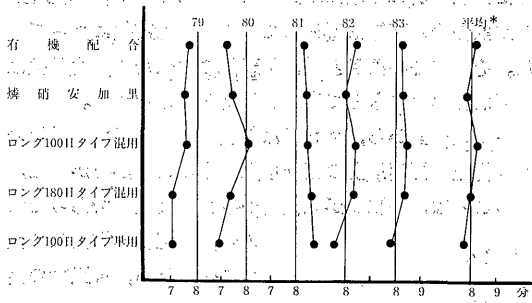 79 80 81 82 83 平均*
有機配合
燐硝安加里
ロング100日タイプ混用
ロング180日タイプ混用
ロング100日タイプ単用
7 8 7 8 7 8 8 8 9 8 9 分